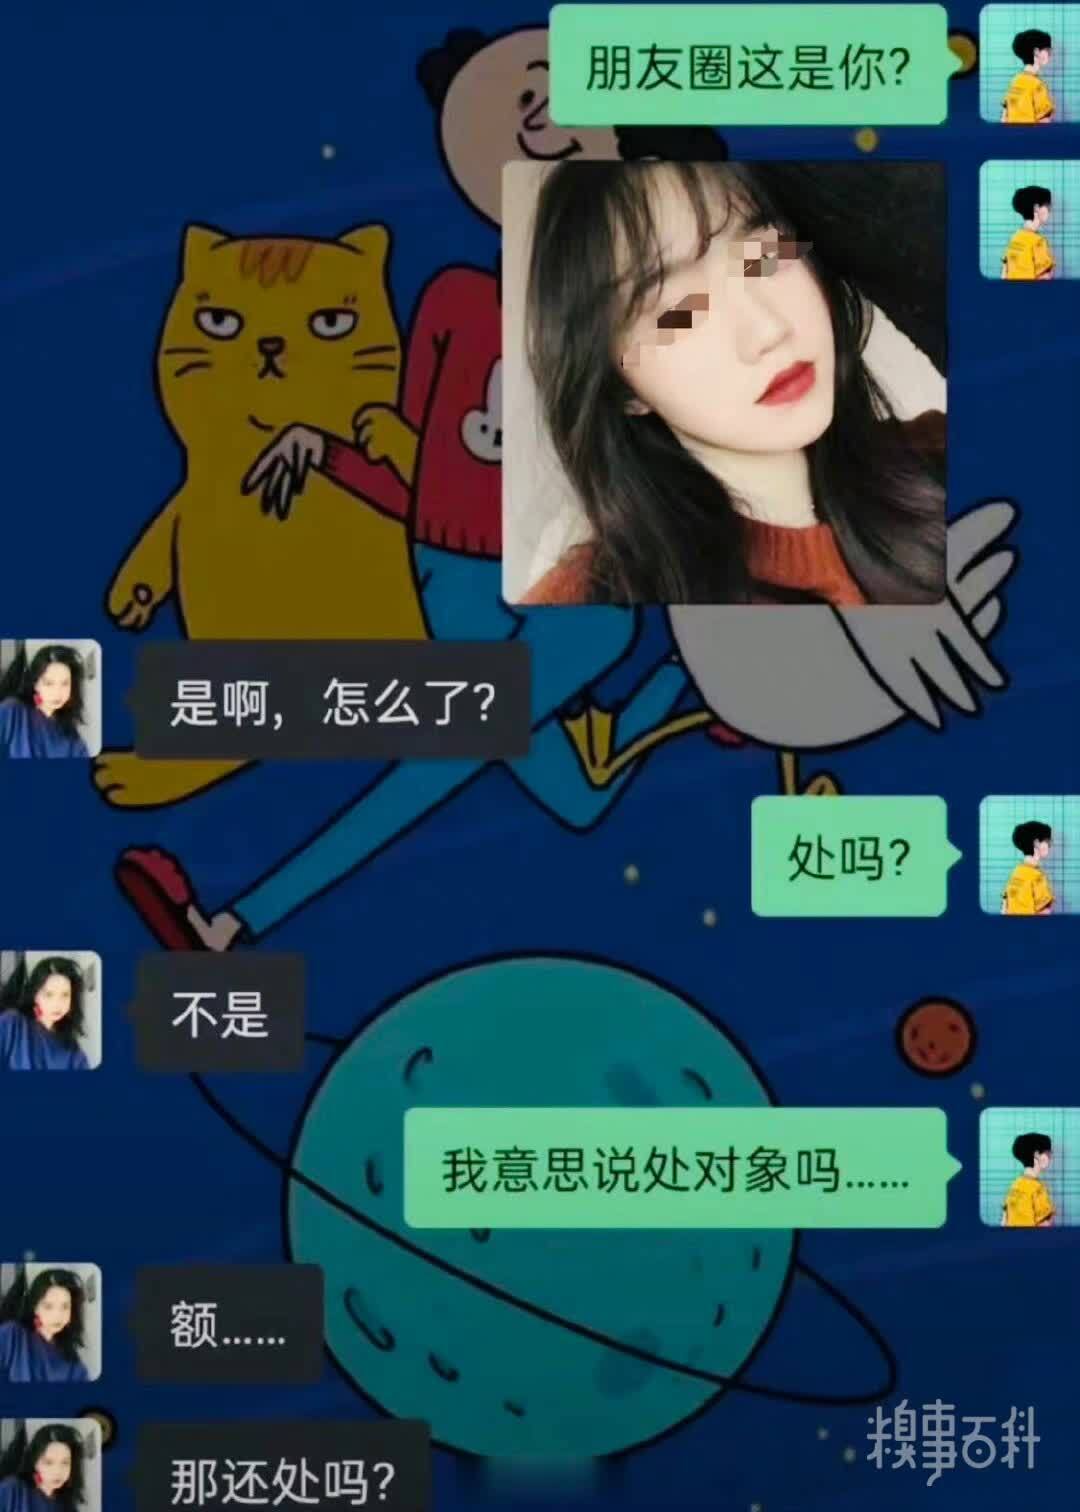 朋友圈这是你?
是啊，怎么了?
处吗?
不是
我意思说处对象吗......
额......
那还处吗?
糗事百科